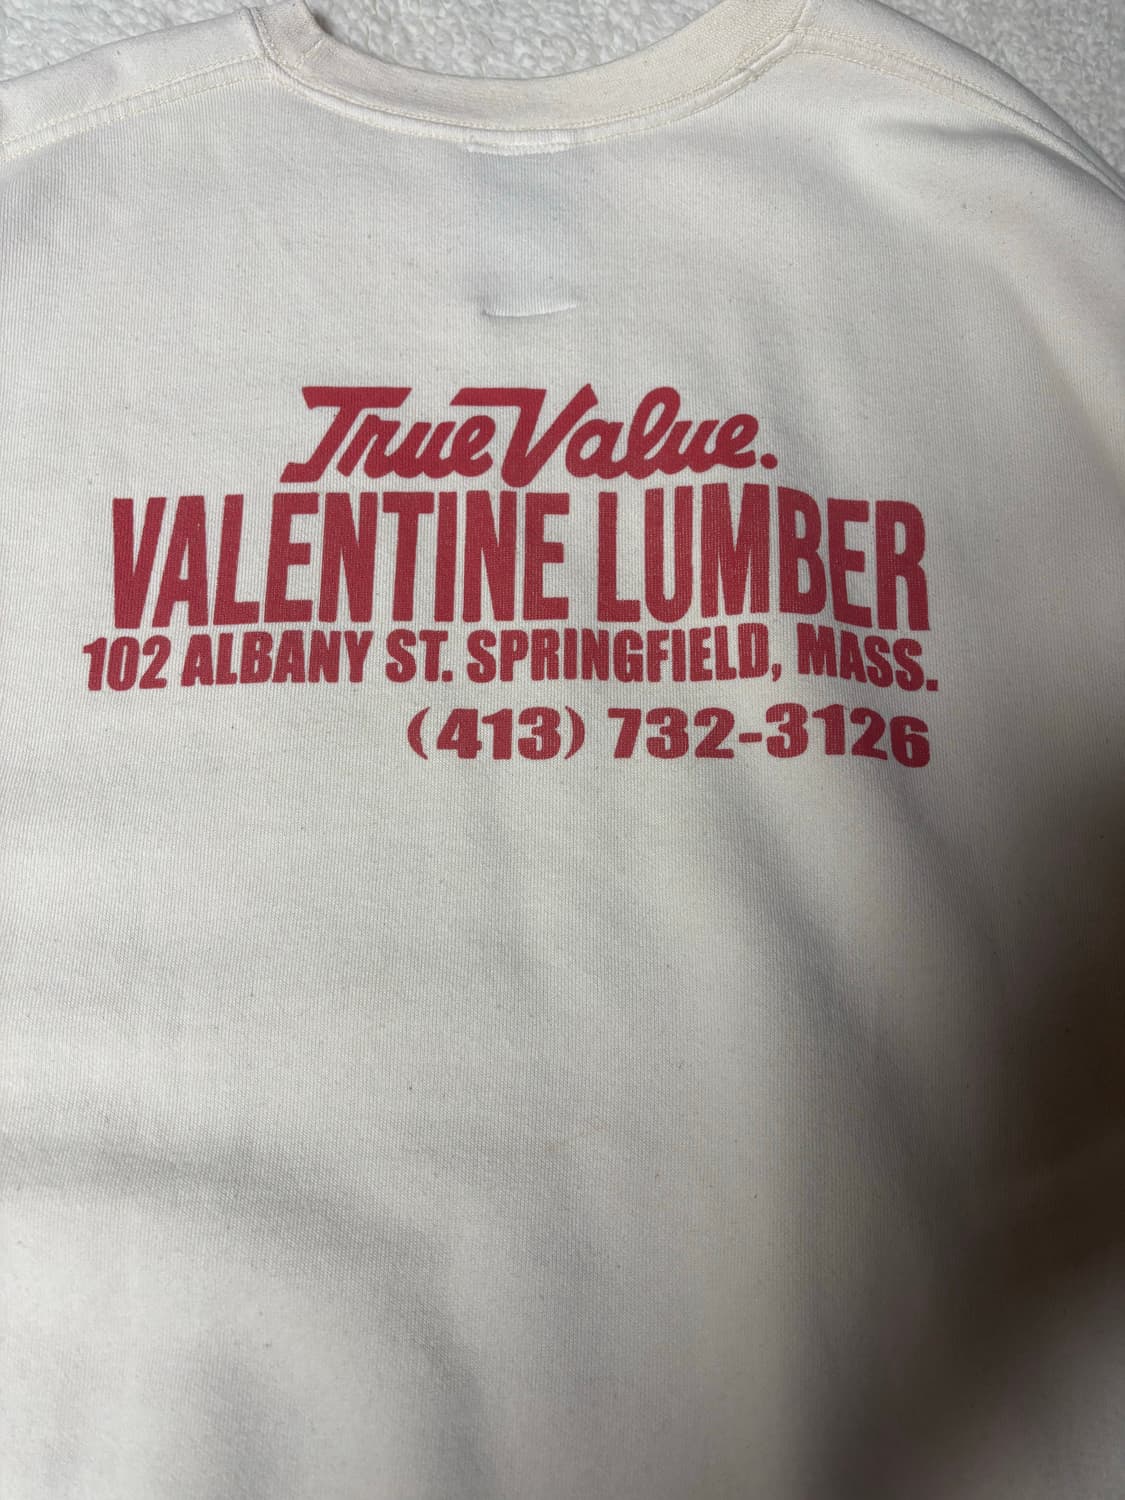 True Value.
VALENTINE LUMBER
102 ALBANY ST. SPRINGFIELD, MASS.
(413) 732-3126